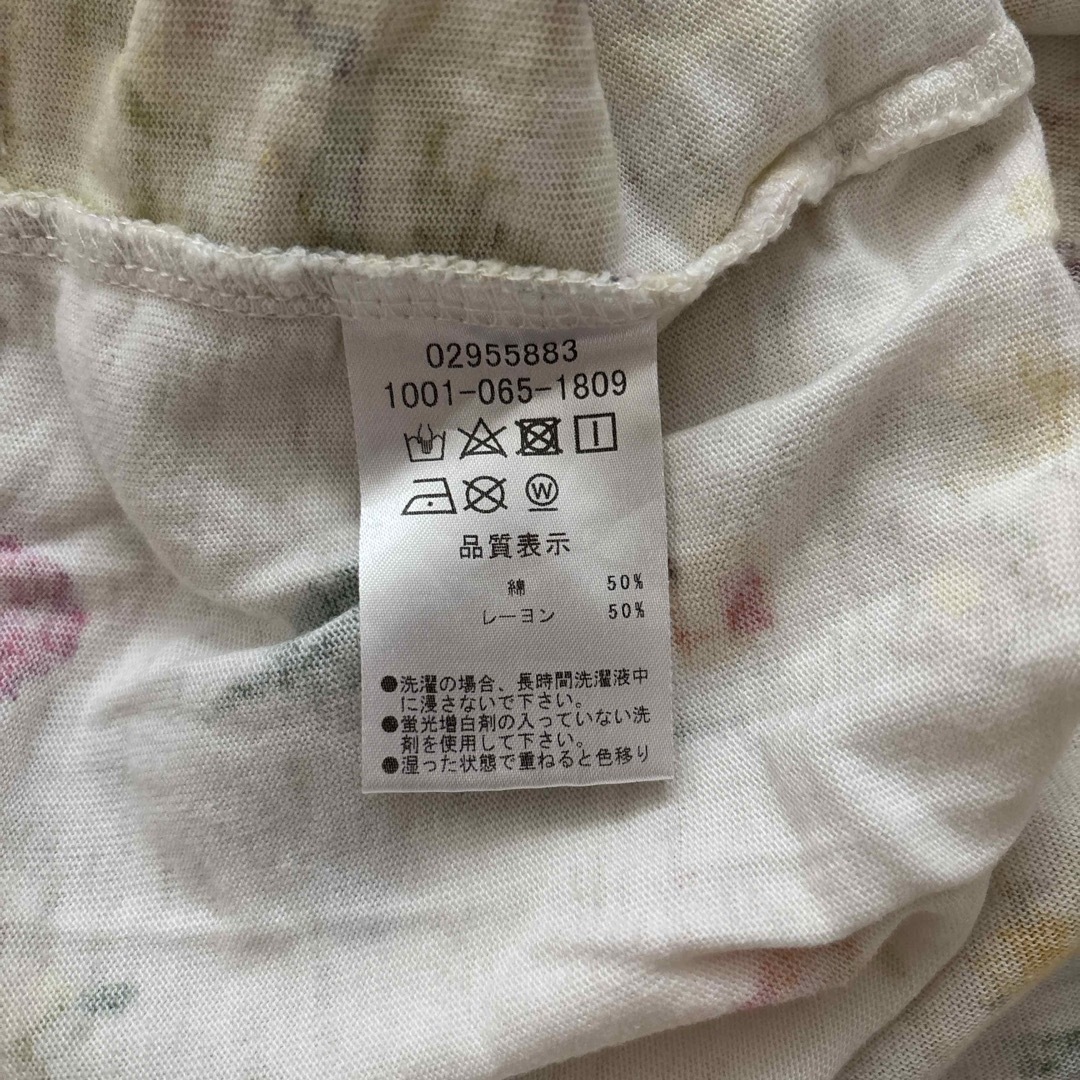 02955883
1001-065-1809
W
品質表示
綿 50%
レーヨン 50%
●洗濯の場合、長時間洗濯液中
に浸さないで下さい。
●蛍光増白剤の入っていない洗
剤を使用して下さい。
●湿った状態で重ねると色移り